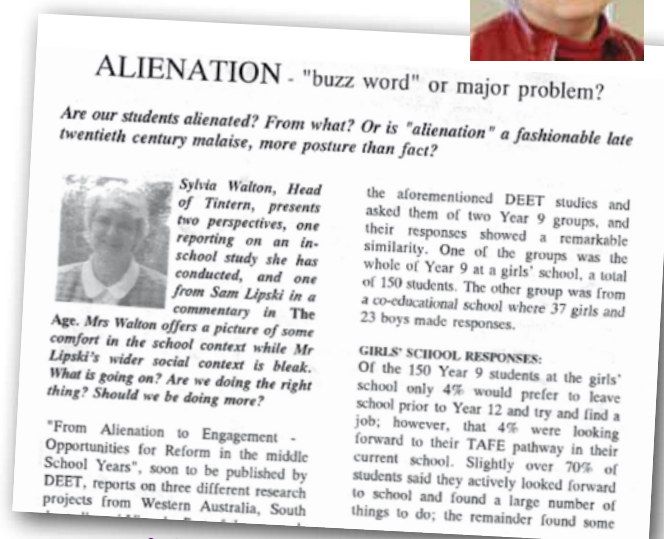 ALIENATION - "buzz word" or major problem?
Are our students alienated? From what? Or is "alienation" a fashionable late
twentieth century malaise, more posture than fact?
Sylvia Walton, Head
of Tintern, presents
two perspectives, one
reporting on an in-
school study she has
conducted, and one
from Sam Lipski in a
commentary in The
Age. Mrs Walton offers a picture of some
comfort in the school context while Mr
Lipski's wider social context is bleak.
What is going on? Are we doing the right
thing? Should we be doing more?
"From Alienation to Engagement -
Opportunities for Reform in the middle
School Years", soon to be published by
DEET, reports on three different research
projects from Western Australia, South
the aforementioned DEET studies and
asked them of two Year 9 groups, and
their responses showed a remarkable
similarity. One of the groups was the
whole of Year 9 at a girls' school, a total
of 150 students. The other group was from
a co-educational school where 37 girls and
23 boys made responses.
GIRLS' SCHOOL RESPONSES:
Of the 150 Year 9 students at the girls'
school only 4% would prefer to leave
school prior to Year 12 and try and find a
job; however, that 4% were looking
forward to their TAFE pathway in their
current school. Slightly over 70% of
students said they actively looked forward
to school and found a large number of
things to do; the remainder found some